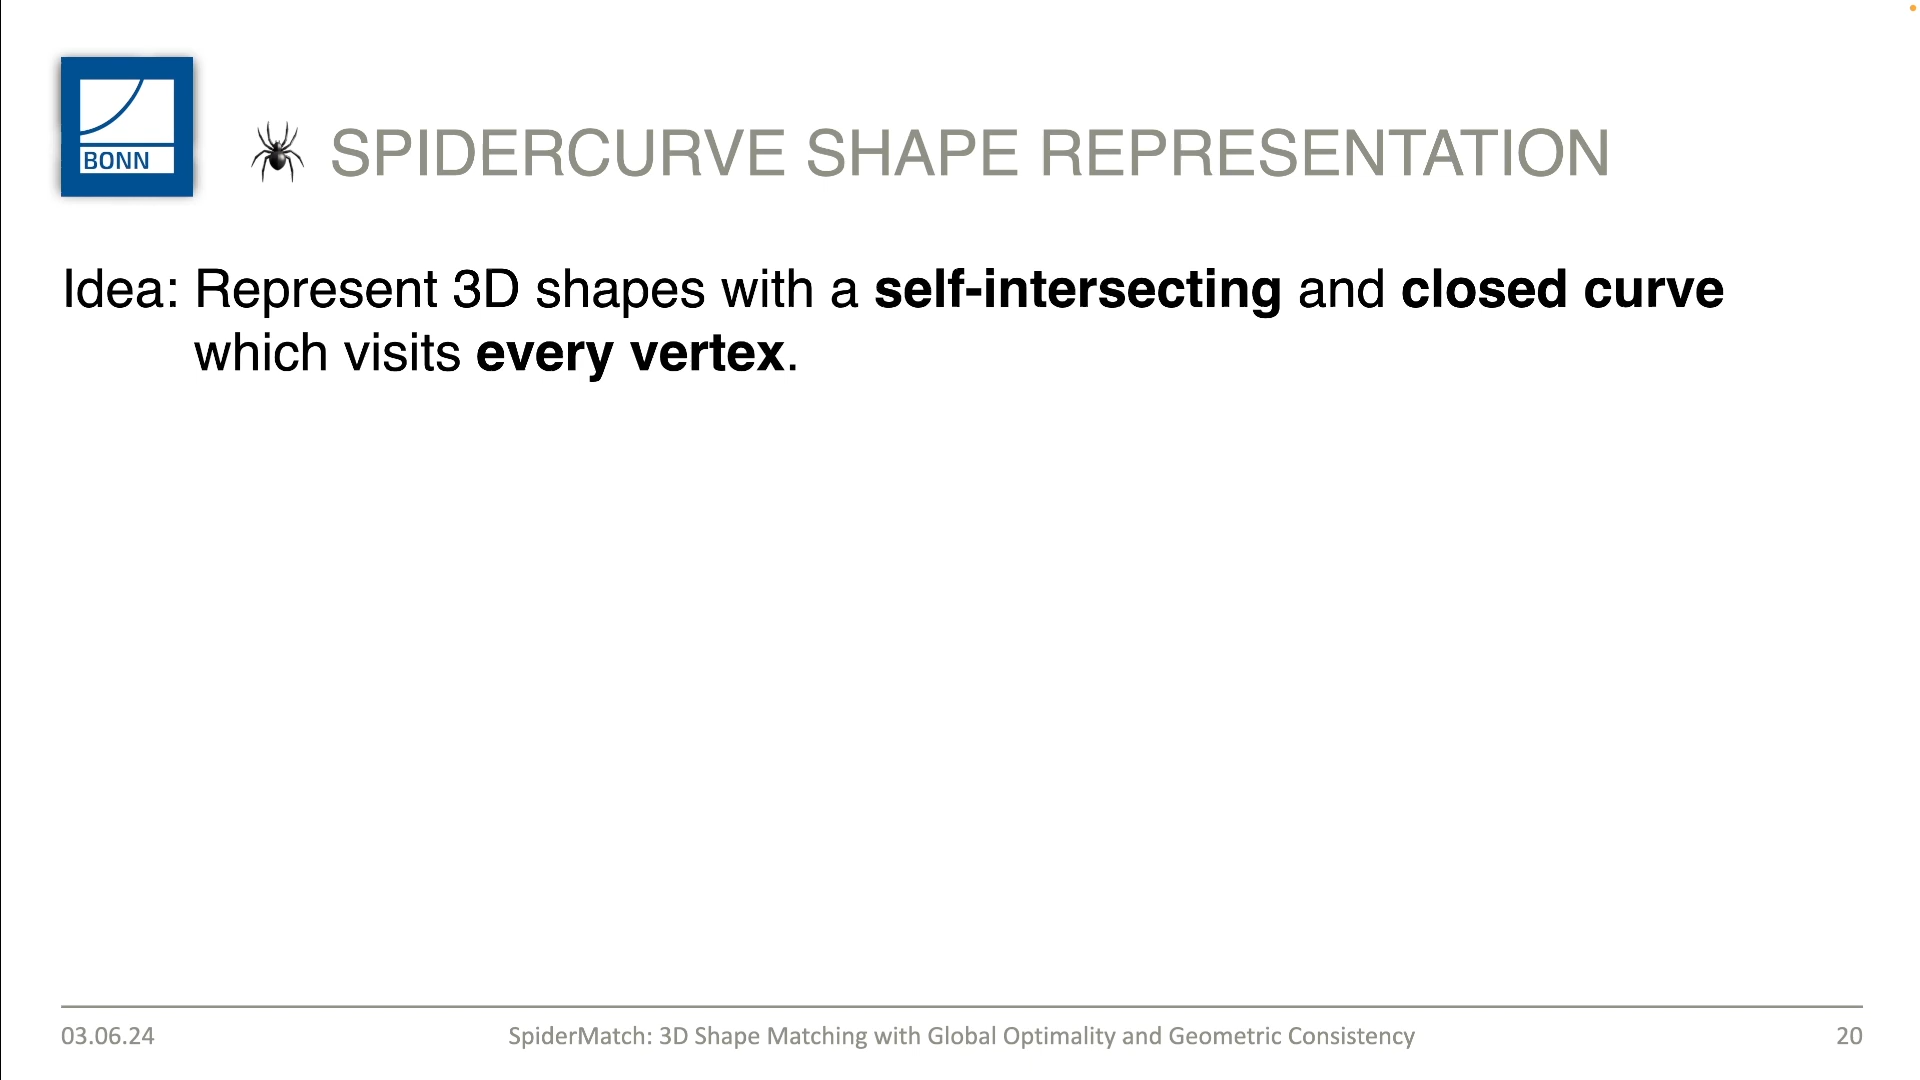 BONN
🕷 SPIDERCURVE SHAPE REPRESENTATION
Idea: Represent 3D shapes with a self-intersecting and closed curve
which visits every vertex.
03.06.24
SpiderMatch: 3D Shape Matching with Global Optimality and Geometric Consistency
20